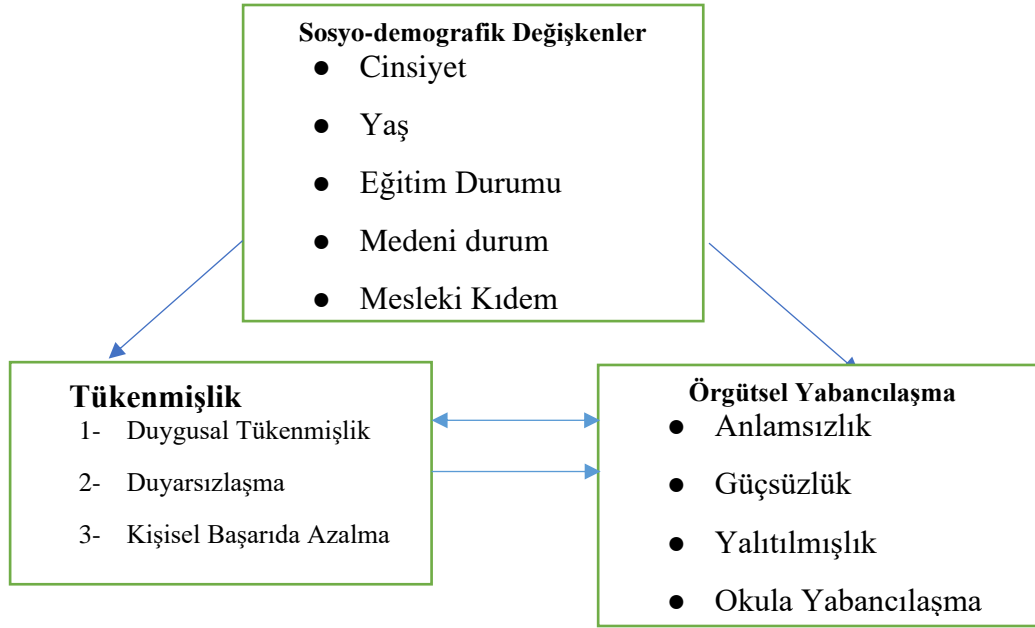 Sosyo-demografik Değişkenler
● Cinsiyet
● Yaş
● Eğitim Durumu
● Medeni durum
● Mesleki Kıdem
Tükenmişlik
1- Duygusal Tükenmişlik
2- Duyarsızlaşma
3- Kişisel Başarıda Azalma
Örgütsel Yabancılaşma
● Anlamsızlık
● Güçsüzlük
● Yalıtılmışlık
● Okula Yabancılaşma